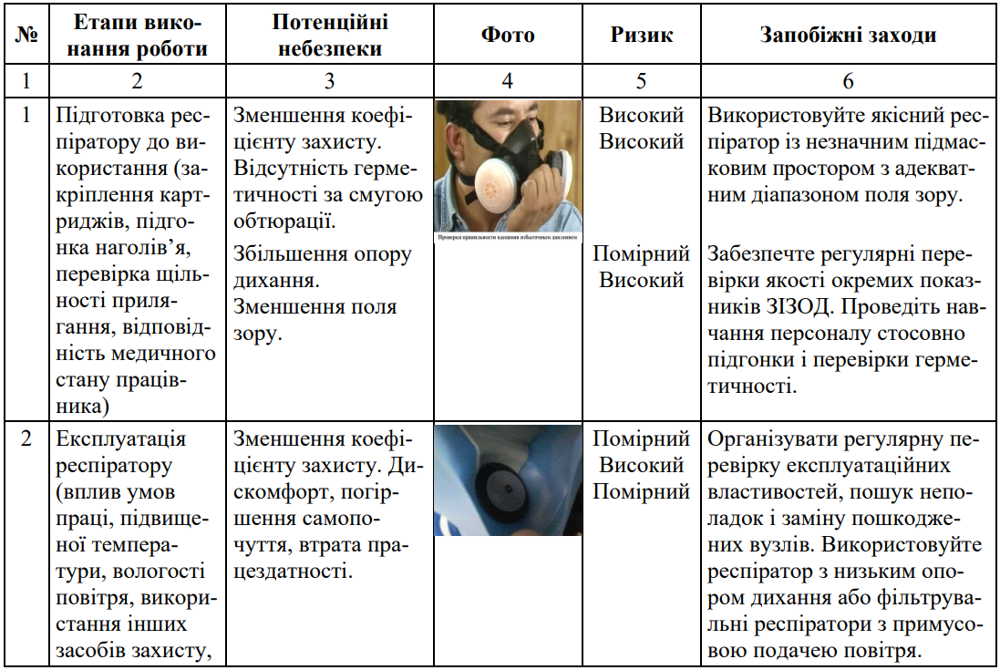 №
Етапи вико-
нання роботи
Потенційні
небезпеки
Фото
Ризик
Запобіжні заходи
1
2
3
4
5
6
1
Підготовка рес-
піратору до ви-
користання (за-
кріплення карт-
риджів, підго-
нка наголів’я,
перевірка щіль-
ності приля-
гання, відповід-
ність медичного
стану праців-
ника)
Зменшення коефі-
цієнту захисту.
Відсутність герме-
тичності за смугою
обтюрації.
Збільшення опору
дихання.
Зменшення поля
зору.
Проверка правильности надевания избыточным давлением
Високий
Високий
Помірний
Високий
Використовуйте якісний рес-
піратор із незначним підмас-
ковим простором з адекват-
ним діапазоном поля зору.
Забезпечте регулярні пере-
вірки якості окремих показ-
ників ЗІЗОД. Проведіть нав-
чання персоналу стосовно
підгонки і перевірки герме-
тичності.
2
Експлуатація
респіратору
(вплив умов
праці, підвище-
ної темпера-
тури, вологості
повітря, викори-
стання інших
засобів захисту,
Зменшення коефі-
цієнту захисту. Ди-
скомфорт, погір-
шення самопо-
чуття, втрата пра-
цездатності.
Помірний
Високий
Помірний
Організувати регулярну пе-
ревірку експлуатаційних
властивостей, пошук непо-
ладок і заміну пошкодже-
них вузлів. Використовуйте
респіратор з низьким опо-
ром дихання або фільтрува-
льні респіратори з примусо-
вою подачею повітря.